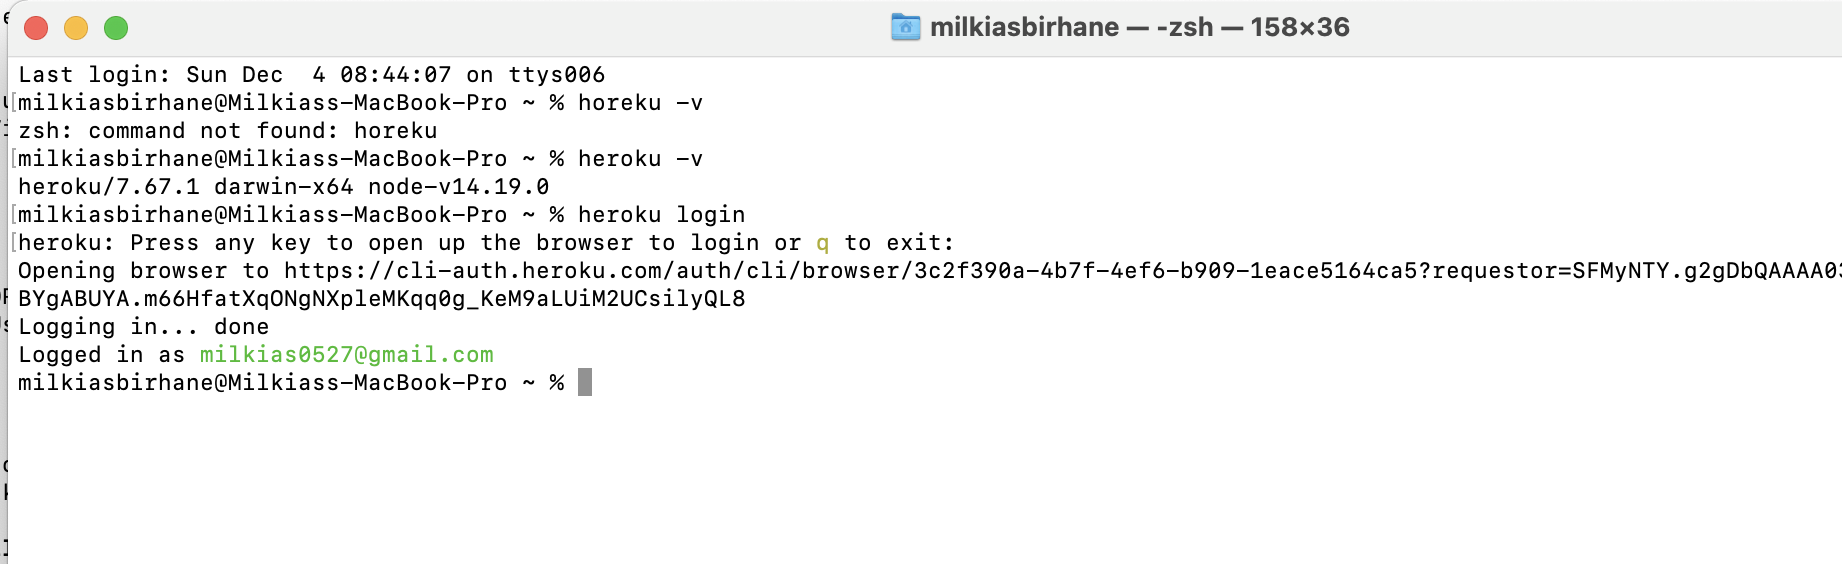 milkiasbirhane — -zsh — 158×36
Last login: Sun Dec  4 08:44:07 on ttys006
[milkiasbirhane@Milkiass-MacBook-Pro ~ % horeku -v
zsh: command not found: horeku
[milkiasbirhane@Milkiass-MacBook-Pro ~ % heroku -v
heroku/7.67.1 darwin-x64 node-v14.19.0
[milkiasbirhane@Milkiass-MacBook-Pro ~ % heroku login
[heroku: Press any key to open up the browser to login or q to exit:
Opening browser to https://cli-auth.heroku.com/auth/cli/browser/3c2f390a-4b7f-4ef6-b909-1eace5164ca5?requestor=SFMyNTY.g2gDbQAAAA03
BYgABUYA.m66HfatXqONgNXpleMKqq0g_KeM9aLUiM2UCsilyQL8
Logging in... done
Logged in as milkias0527@gmail.com
milkiasbirhane@Milkiass-MacBook-Pro ~ %